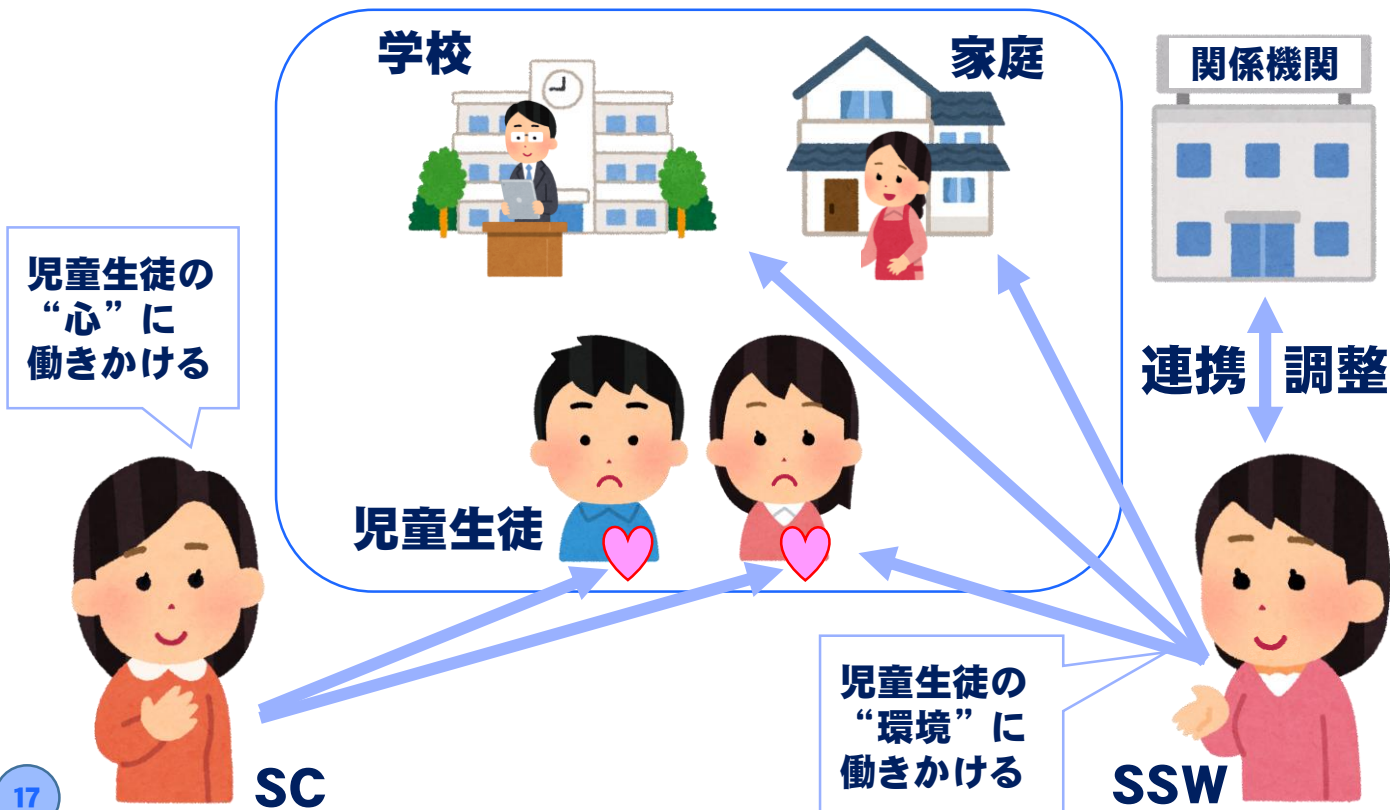 学校
家庭
関係機関
児童生徒の
“心”に
働きかける
連携
調整
児童生徒
児童生徒の
“環境”に
働きかける
SC
SSW
17